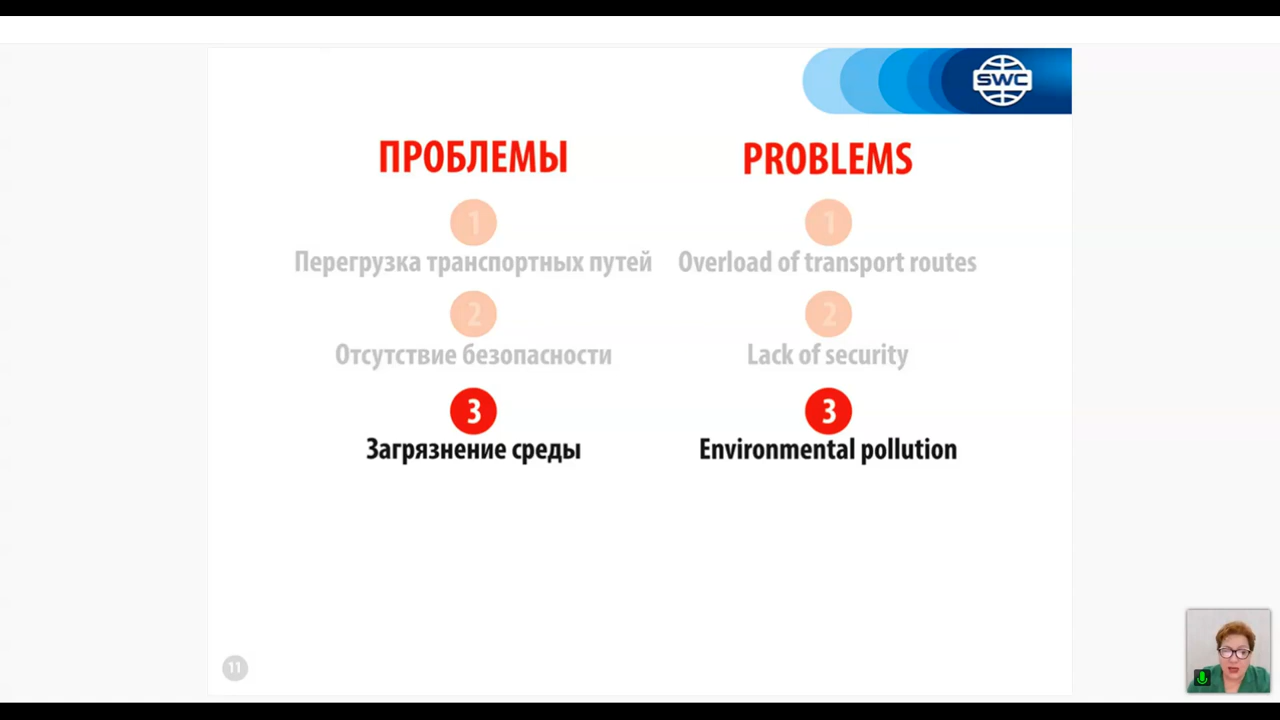 SWC
ПРОБЛЕМЫ
1
Перегрузка транспортных путей
2
Отсутствие безопасности
3
Загрязнение среды
PROBLEMS
1
Overload of transport routes
2
Lack of security
3
Environmental pollution
11